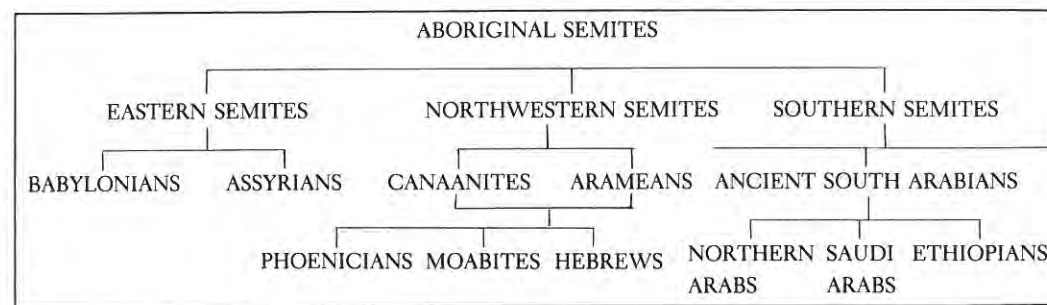 ABORIGINAL SEMITES
EASTERN SEMITES NORTHWESTERN SEMITES SOUTHERN SEMITES
BABYLONIANS ASSYRIANS CANAANITES ARAMEANS ANCIENT SOUTH ARABIANS
PHOENICIANS MOABITES HEBREWS NORTHERN SAUDI ETHIOPIANS
ARABS ARABS